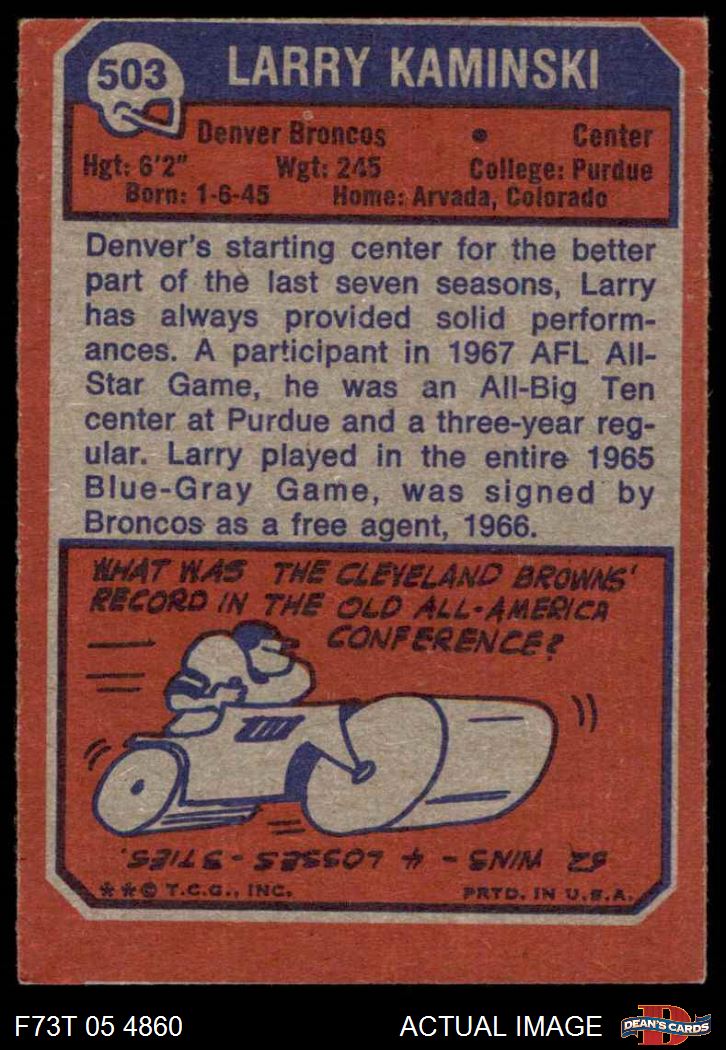 503
LARRY KAMINSKI
Denver Broncos • Center
Hgt: 6'2" Wgt: 245 College: Purdue
Born: 1-6-45 Home: Arvada, Colorado
Denver's starting center for the better
part of the last seven seasons, Larry
has always provided solid perform-
ances. A participant in 1967 AFL All-
Star Game, he was an All-Big Ten
center at Purdue and a three-year reg-
ular. Larry played in the entire 1965
Blue-Gray Game, was signed by
Broncos as a free agent, 1966.
WHAT WAS THE CLEVELAND BROWNS'
RECORD IN THE OLD ALL-AMERICA
CONFERENCE?
52 WINS - 4 LOSSES - 3 TIES.
**© T.C.G., INC. PRTD. IN U.S.A.
F73T 05 4860 ACTUAL IMAGE D DEAN'S CARDS